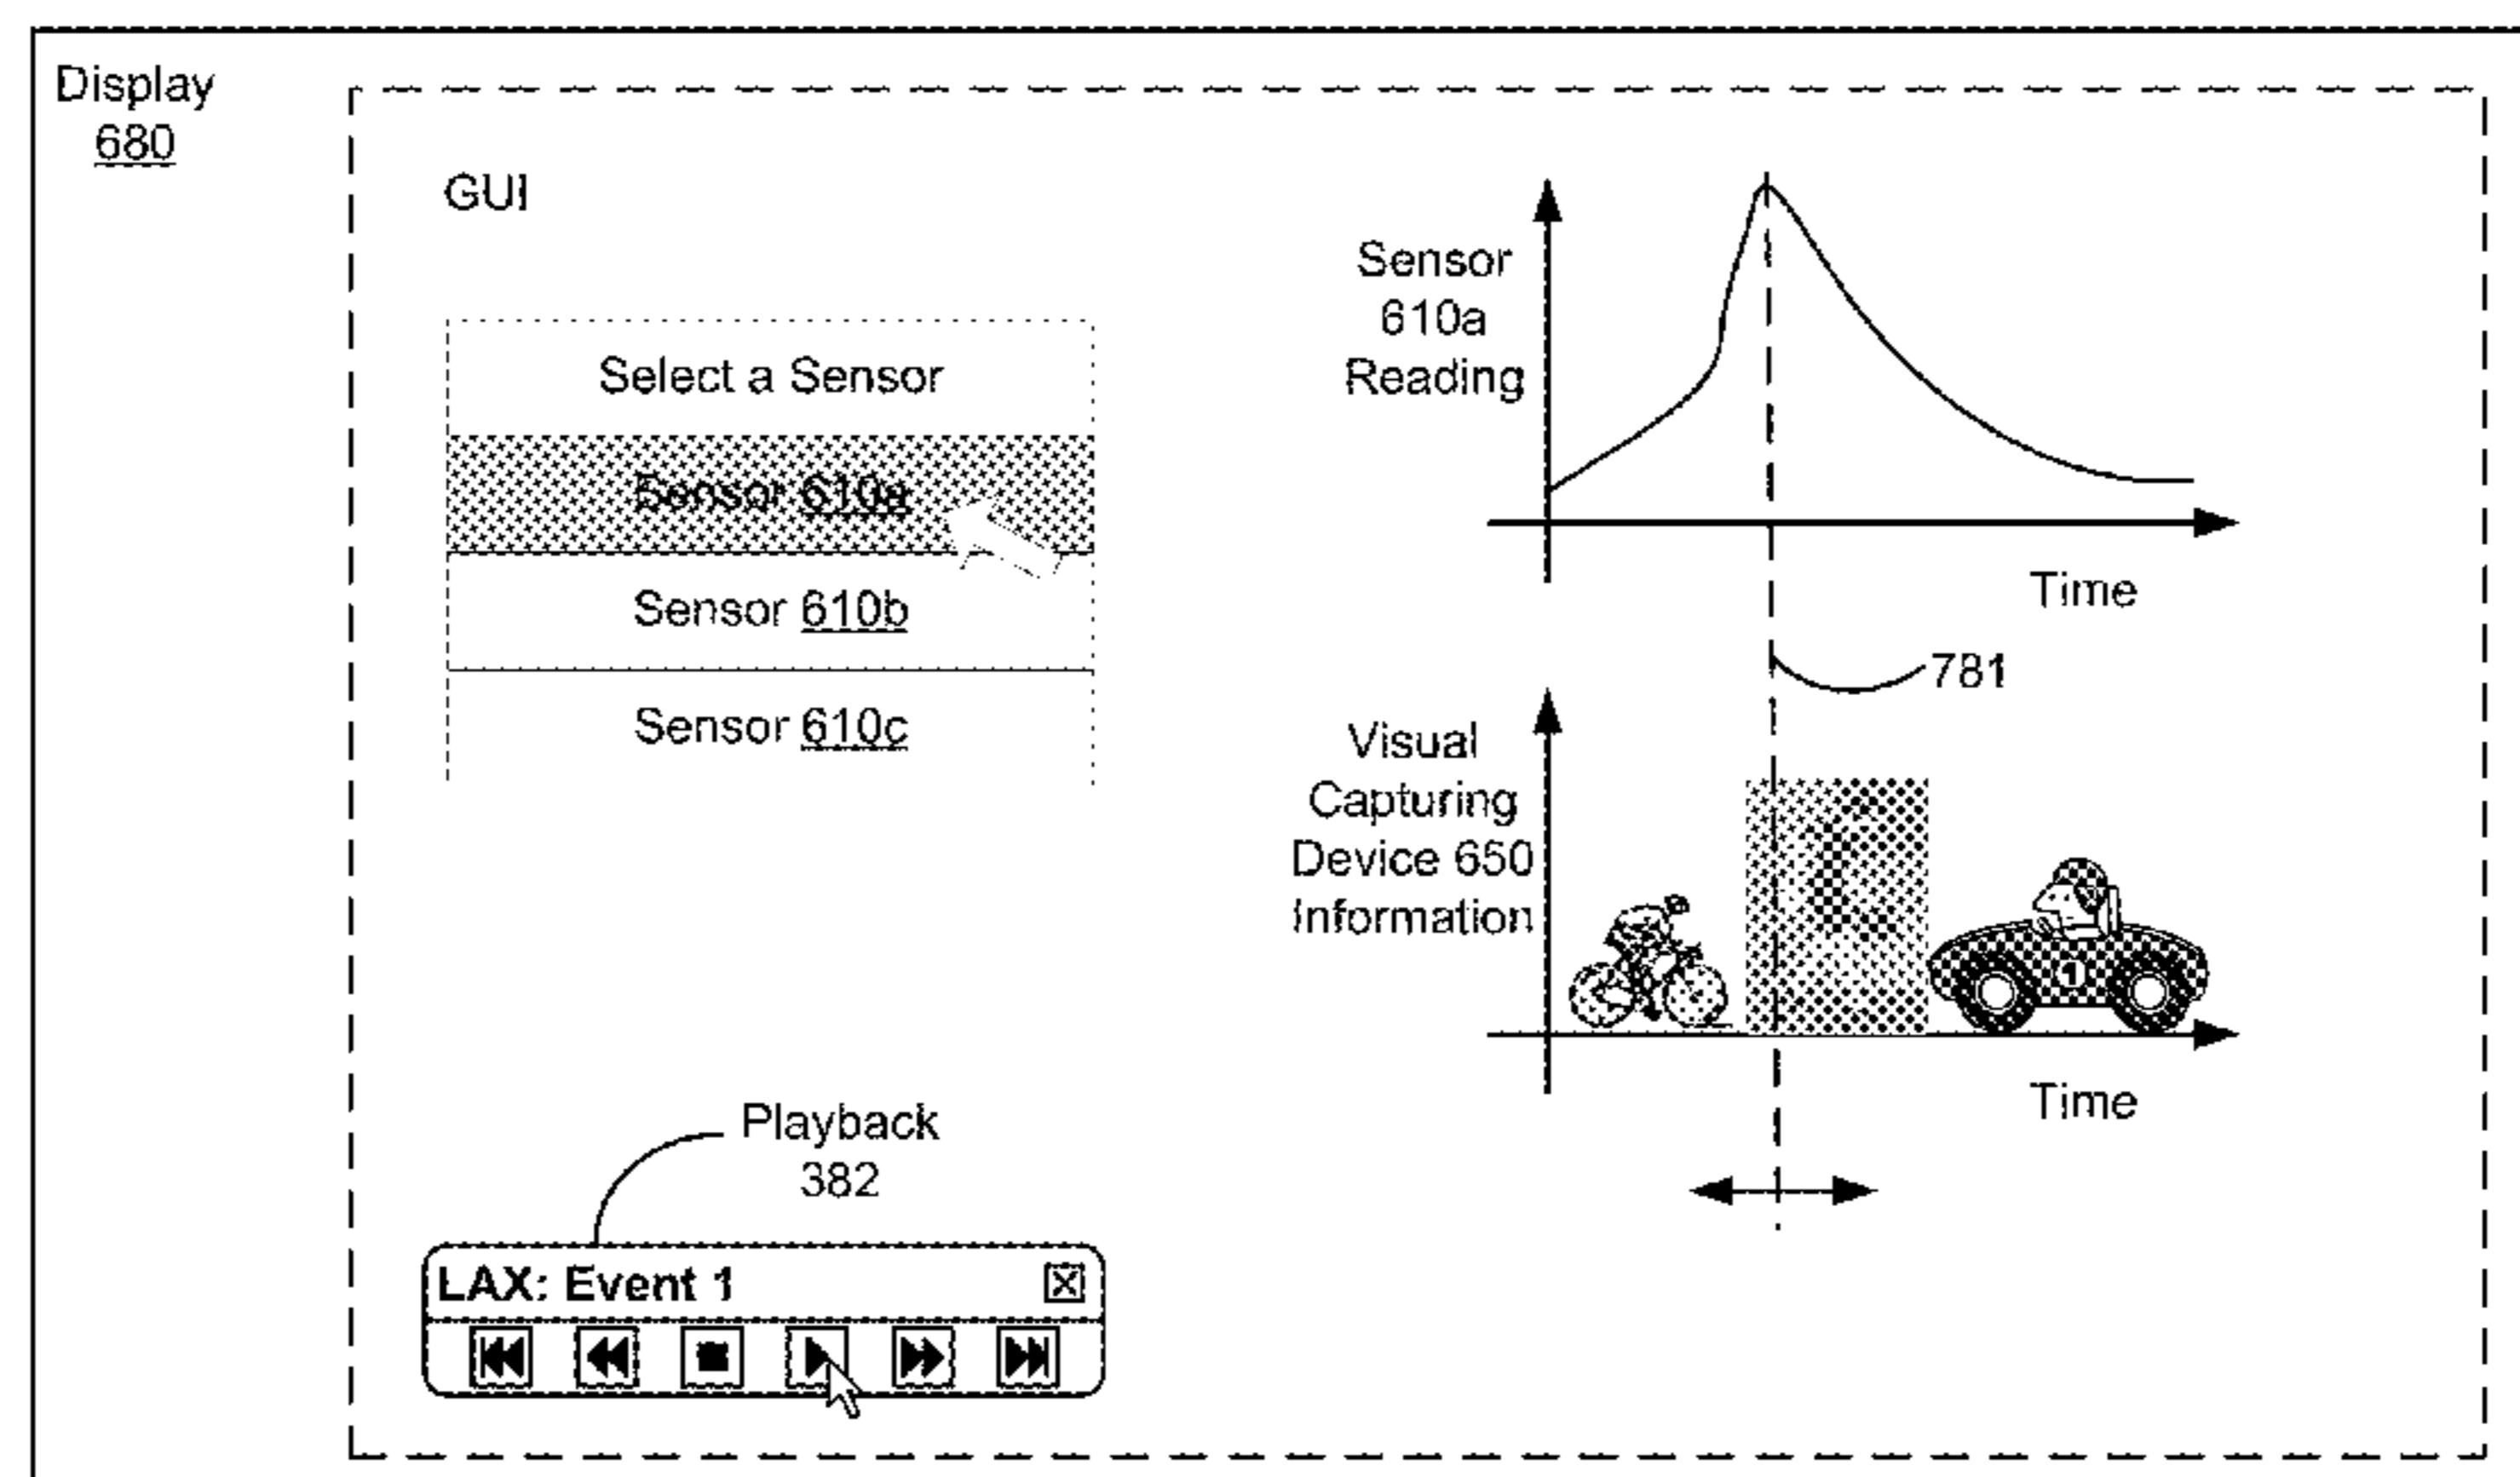 Display
680
GUI
Select a Sensor
Sensor 610a
Sensor 610b
Sensor 610c
Playback
382
LAX: Event 1
Sensor
610a
Reading
Time
781
Visual
Capturing
Device 650
Information
1
Time